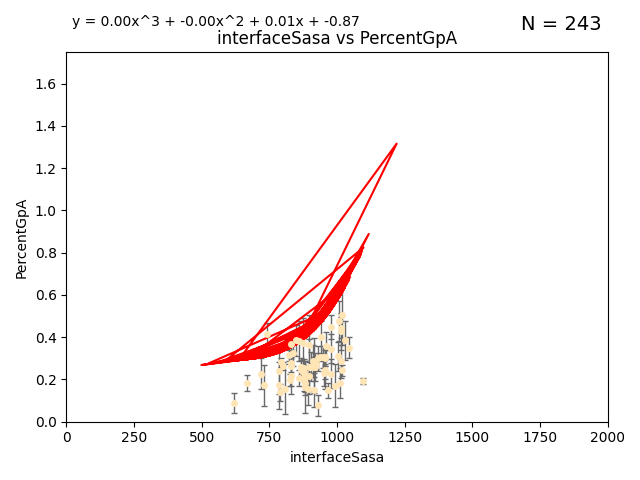 y = 0.00x^3 + -0.00x^2 + 0.01x + -0.87
N = 243
interfaceSasa vs PercentGpA
PercentGpA
1.6
1.4
1.2
1.0
0.8
0.6
0.4
0.2
0.0
0 250 500 750 1000 1250 1500 1750 2000
interfaceSasa